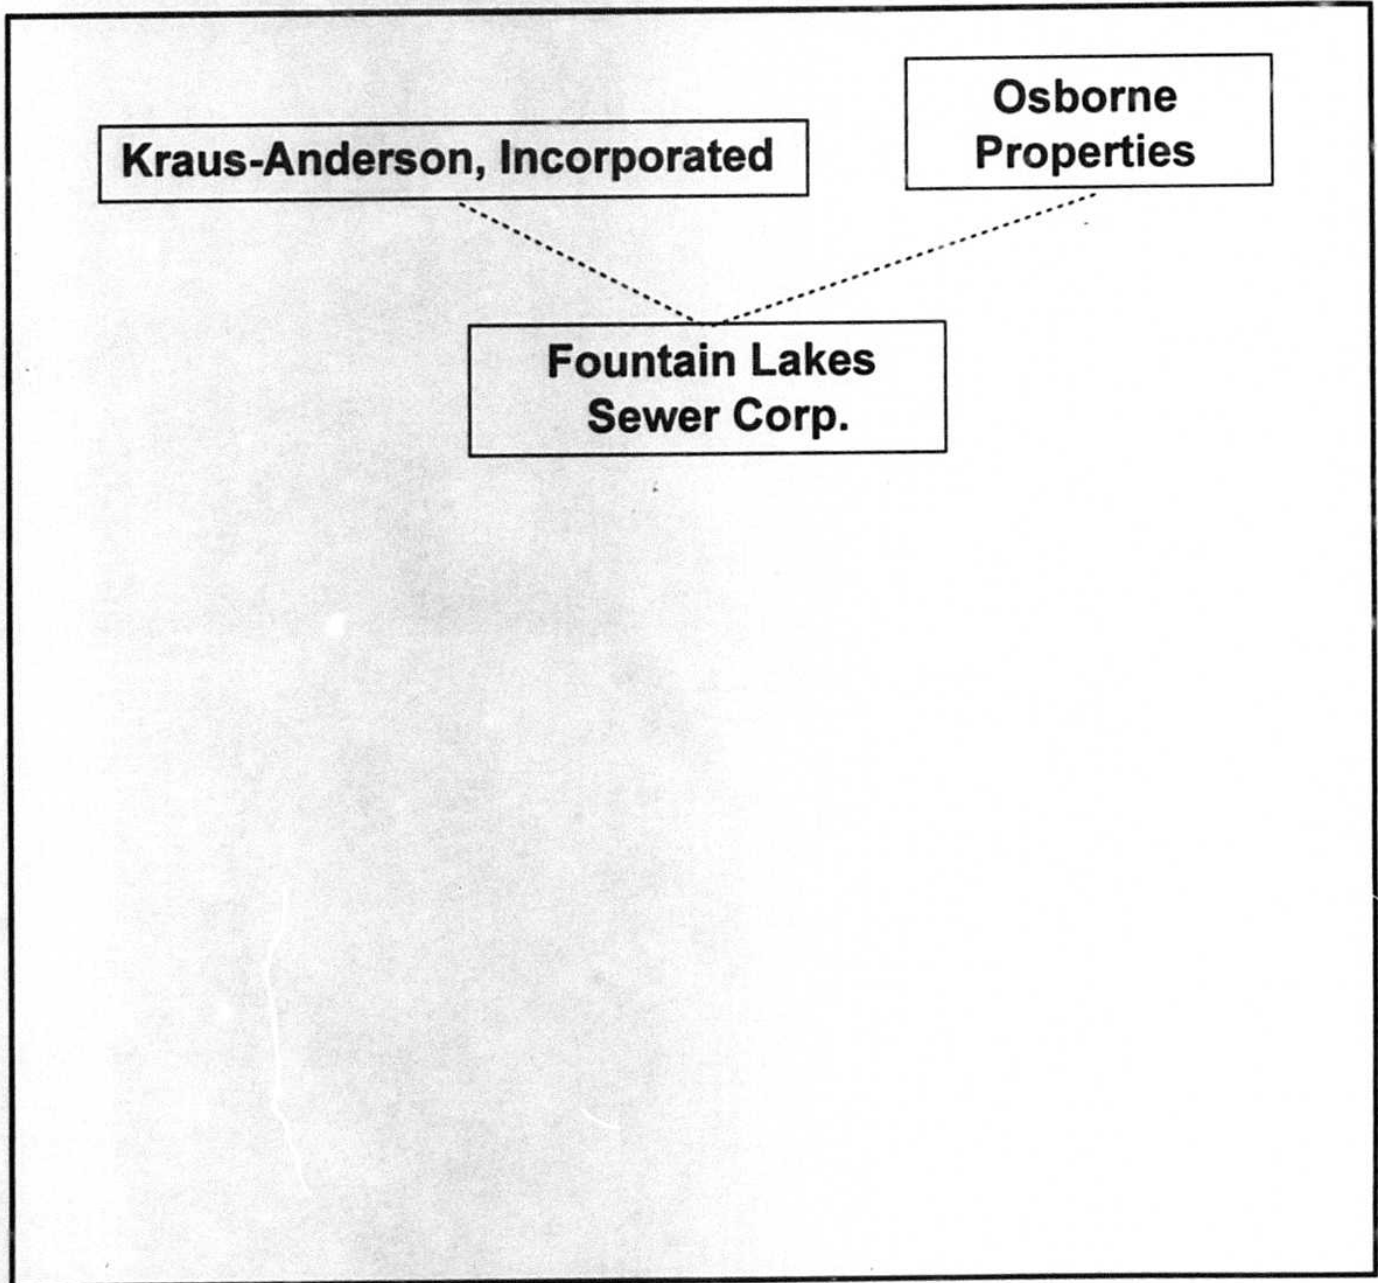 Kraus-Anderson, Incorporated
Osborne
Properties
Fountain Lakes
Sewer Corp.